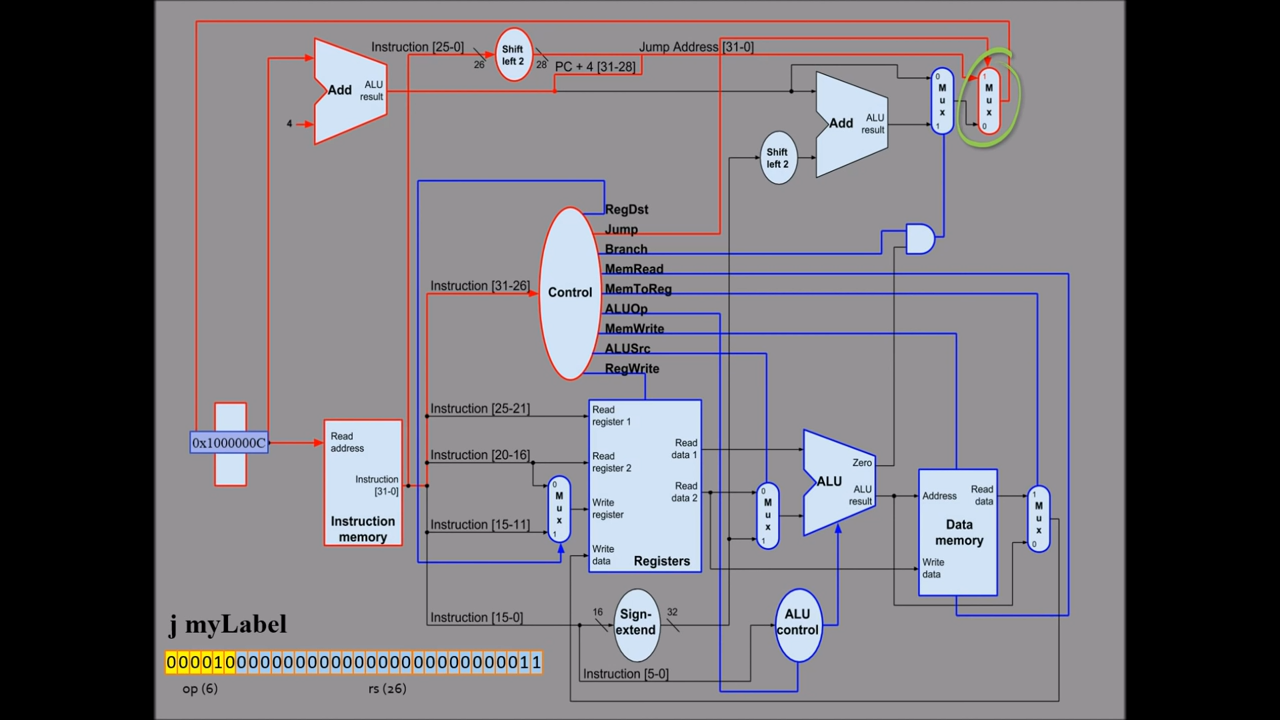 Instruction [25-0]
Shift
left 2
26
28
Jump Address [31-0]
PC + 4 [31-28]
Add
ALU
result
4
Add
ALU
result
Shift
left 2
0
M
u
x
1
1
M
u
x
0
RegDst
Jump
Branch
MemRead
MemToReg
ALUOp
MemWrite
ALUSrc
RegWrite
Control
Instruction [31-26]
Instruction [25-21]
Instruction [20-16]
Instruction [15-11]
Instruction [15-0]
Instruction [5-0]
0x1000000C
Read
address
Instruction
[31-0]
Instruction
memory
0
M
u
x
1
Read
register 1
Read
register 2
Write
register
Write
data
Read
data 1
Read
data 2
Registers
0
M
u
x
1
Zero
ALU
ALU
result
Address
Read
data
Data
memory
Write
data
1
M
u
x
0
16
Sign-
extend
32
ALU
control
j myLabel
00001000000000000000000000000011
op (6)
rs (26)